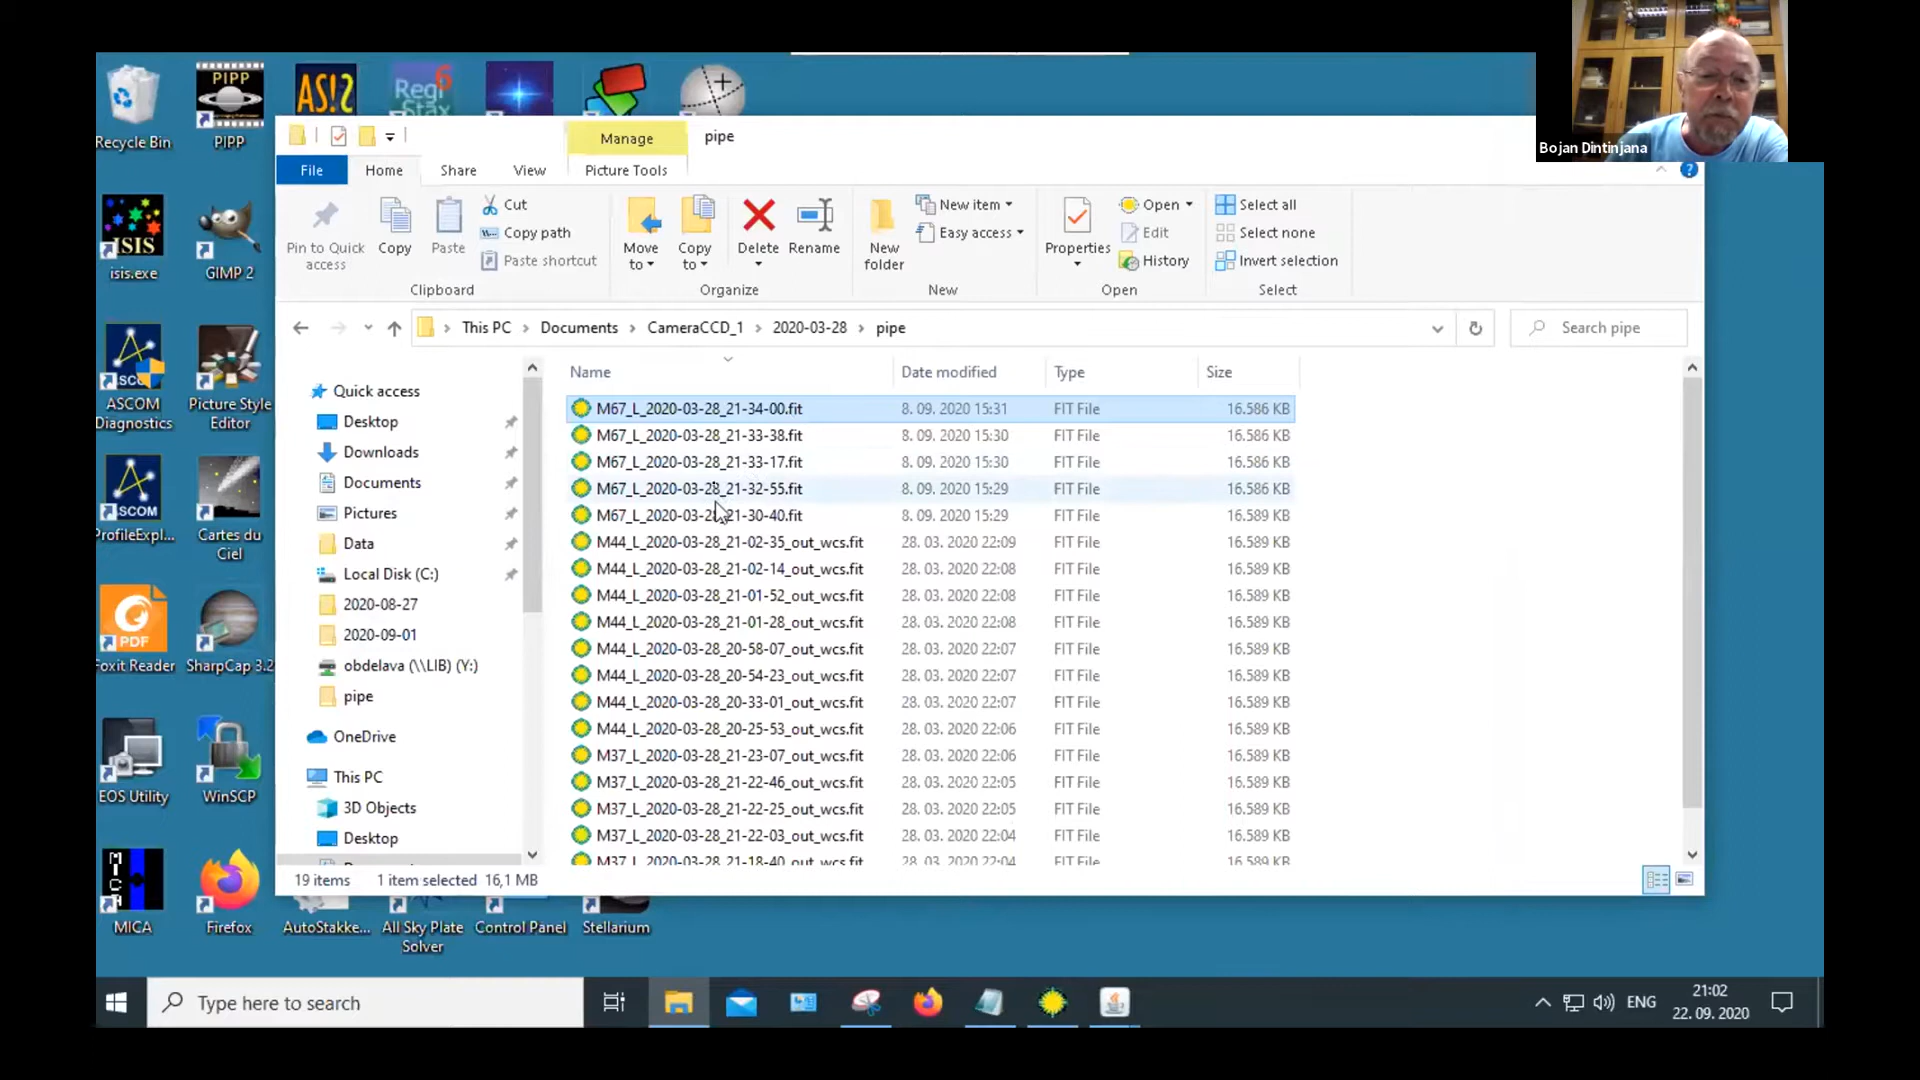 Recycle Bin
PIPP
PIPP
Regi
Stax
6
Bojan Dintinjana
Manage
pipe
File
Home
Share
View
Picture Tools
Pin to Quick
access
Copy
Paste
Cut
Copy path
Paste shortcut
Clipboard
Move
to
Copy
to
Delete
Rename
Organize
New
folder
New item
Easy access
New
Properties
Open
Edit
History
Open
Select all
Select none
Invert selection
Select
This PC
Documents
CameraCCD_1
2020-03-28
pipe
Search pipe
ISIS
isis.exe
GIMP 2
ASCOM
Diagnostics
Picture Style
Editor
ProfileExpl...
Cartes du
Ciel
PDF
Foxit Reader
SharpCap 3.2
EOS Utility
WinSCP
MICA
Firefox
AutoStakke...
All Sky Plate
Solver
Control Panel
Stellarium
Quick access
Desktop
Downloads
Documents
Pictures
Data
Local Disk (C:)
2020-08-27
2020-09-01
obdelava (\\LIB) (Y:)
pipe
OneDrive
This PC
3D Objects
Desktop
Name Date modified Type Size
M67_L_2020-03-28_21-34-00.fit 8. 09. 2020 15:31 FIT File 16.586 KB
M67_L_2020-03-28_21-33-38.fit 8. 09. 2020 15:30 FIT File 16.586 KB
M67_L_2020-03-28_21-33-17.fit 8. 09. 2020 15:30 FIT File 16.586 KB
M67_L_2020-03-28_21-32-55.fit 8. 09. 2020 15:29 FIT File 16.586 KB
M67_L_2020-03-28_21-30-40.fit 8. 09. 2020 15:29 FIT File 16.589 KB
M44_L_2020-03-28_21-02-35_out_wcs.fit 28. 03. 2020 22:09 FIT File 16.589 KB
M44_L_2020-03-28_21-02-14_out_wcs.fit 28. 03. 2020 22:08 FIT File 16.589 KB
M44_L_2020-03-28_21-01-52_out_wcs.fit 28. 03. 2020 22:08 FIT File 16.589 KB
M44_L_2020-03-28_21-01-28_out_wcs.fit 28. 03. 2020 22:08 FIT File 16.589 KB
M44_L_2020-03-28_20-58-07_out_wcs.fit 28. 03. 2020 22:07 FIT File 16.589 KB
M44_L_2020-03-28_20-54-23_out_wcs.fit 28. 03. 2020 22:07 FIT File 16.589 KB
M44_L_2020-03-28_20-33-01_out_wcs.fit 28. 03. 2020 22:07 FIT File 16.589 KB
M44_L_2020-03-28_20-25-53_out_wcs.fit 28. 03. 2020 22:06 FIT File 16.589 KB
M37_L_2020-03-28_21-23-07_out_wcs.fit 28. 03. 2020 22:06 FIT File 16.589 KB
M37_L_2020-03-28_21-22-46_out_wcs.fit 28. 03. 2020 22:05 FIT File 16.589 KB
M37_L_2020-03-28_21-22-25_out_wcs.fit 28. 03. 2020 22:05 FIT File 16.589 KB
M37_L_2020-03-28_21-22-03_out_wcs.fit 28. 03. 2020 22:04 FIT File 16.589 KB
M37_L_2020-03-28_21-18-40_out_wcs.fit 28. 03. 2020 22:04 FIT File 16.589 KB
19 items 1 item selected 16,1 MB
Type here to search
ENG
21:02
22. 09. 2020